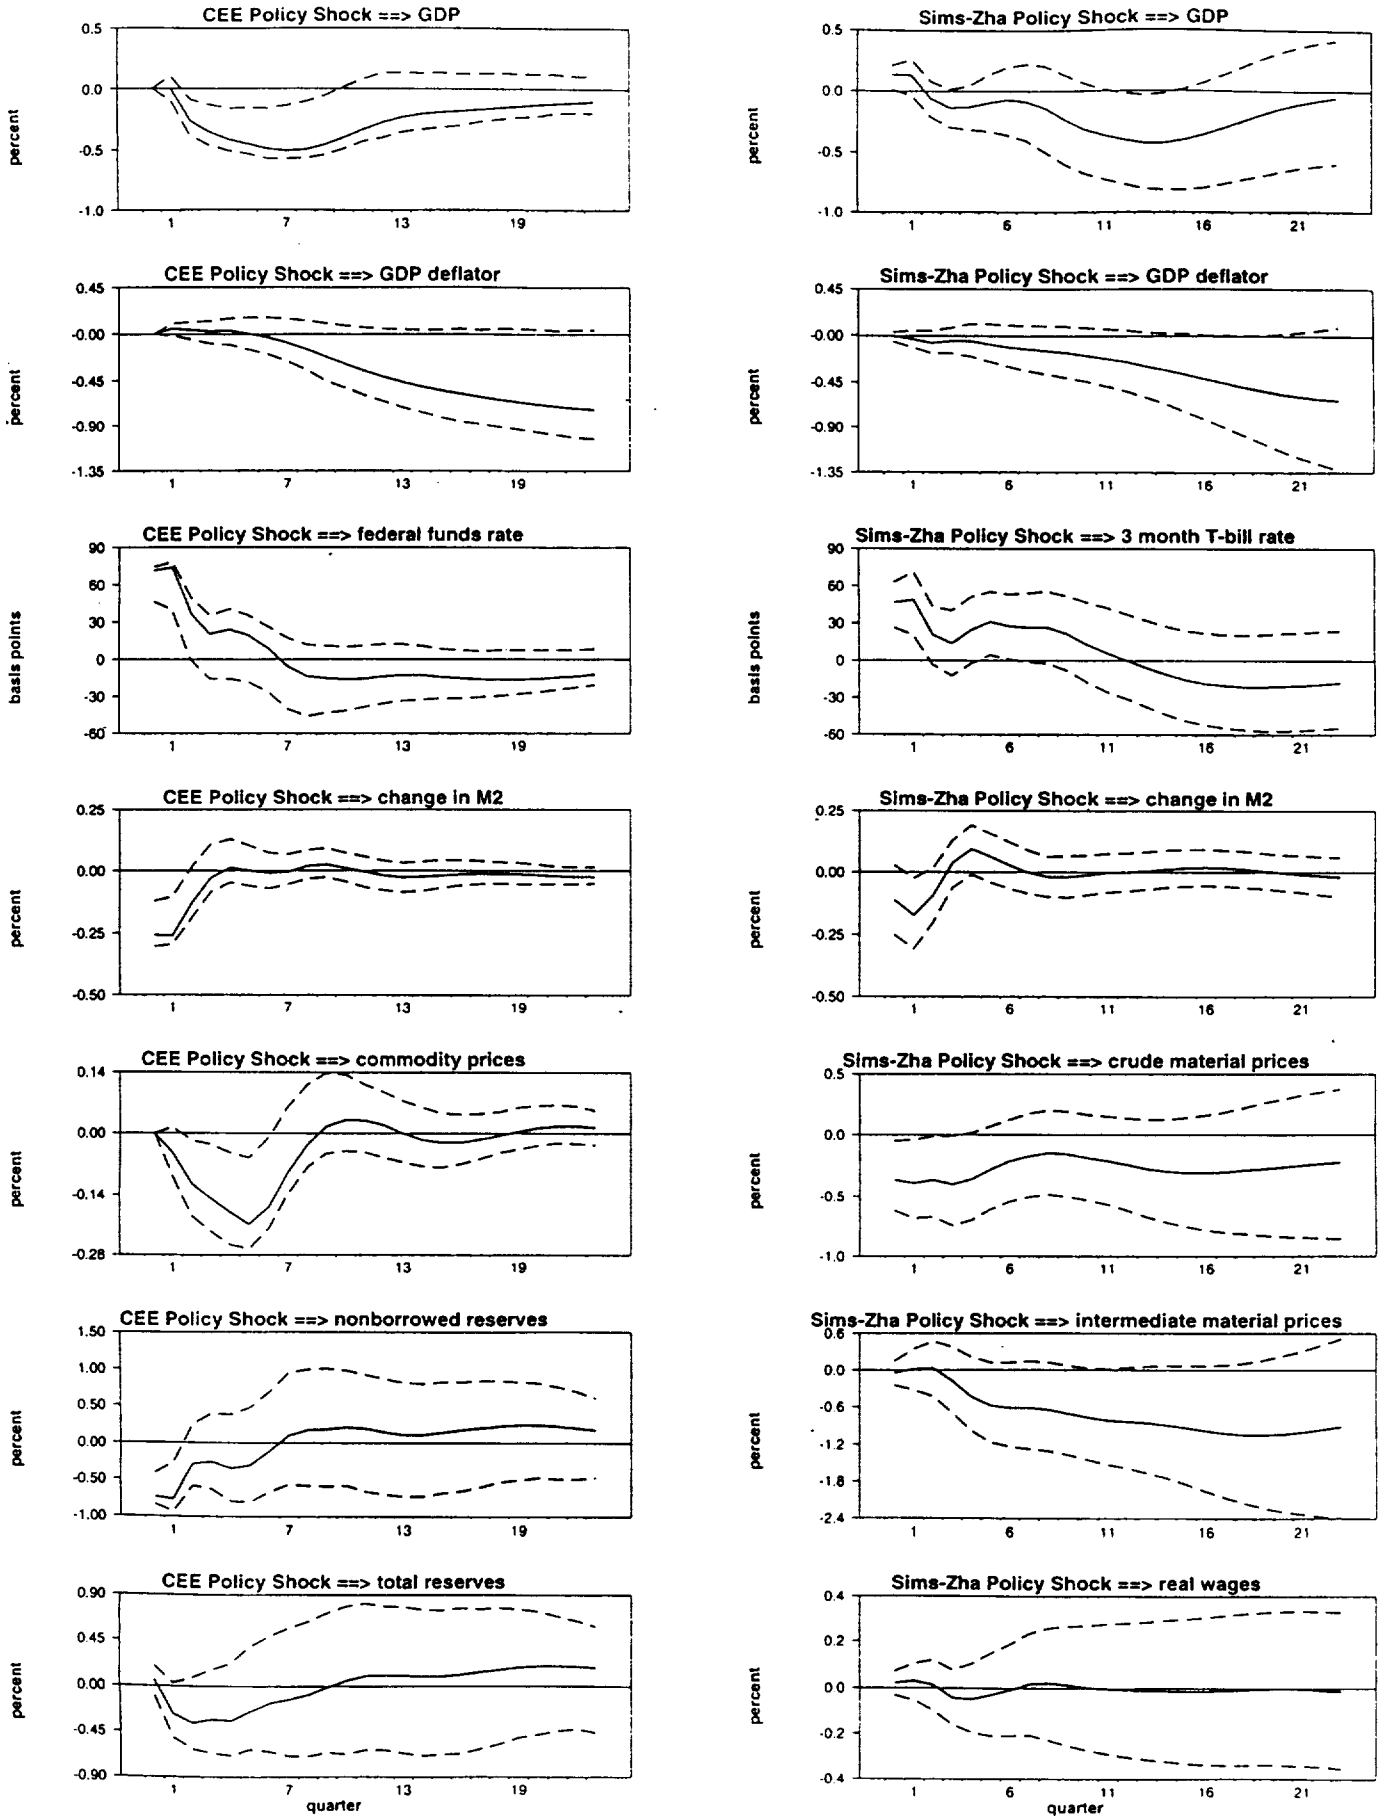 CEE Policy Shock ==> GDP
0.5
0.0
-0.5
-1.0
percent
1 7 13 19
Sims-Zha Policy Shock ==> GDP
0.5
0.0
-0.5
-1.0
percent
1 6 11 16 21
CEE Policy Shock ==> GDP deflator
0.45
-0.00
-0.45
-0.90
-1.35
percent
1 7 13 19
Sims-Zha Policy Shock ==> GDP deflator
0.45
-0.00
-0.45
-0.90
-1.35
percent
1 6 11 16 21
CEE Policy Shock ==> federal funds rate
90
60
30
0
-30
-60
basis points
1 7 13 19
Sims-Zha Policy Shock ==> 3 month T-bill rate
90
60
30
0
-30
-60
basis points
1 6 11 16 21
CEE Policy Shock ==> change in M2
0.25
0.00
-0.25
-0.50
percent
1 7 13 19
Sims-Zha Policy Shock ==> change in M2
0.25
0.00
-0.25
-0.50
percent
1 6 11 16 21
CEE Policy Shock ==> commodity prices
0.14
0.00
-0.14
-0.28
percent
1 7 13 19
Sims-Zha Policy Shock ==> crude material prices
0.5
0.0
-0.5
-1.0
percent
1 6 11 16 21
CEE Policy Shock ==> nonborrowed reserves
1.50
1.00
0.50
0.00
-0.50
-1.00
percent
1 7 13 19
Sims-Zha Policy Shock ==> intermediate material prices
0.6
0.0
-0.6
-1.2
-1.8
-2.4
percent
1 6 11 16 21
CEE Policy Shock ==> total reserves
0.90
0.45
0.00
-0.45
-0.90
percent
1 7 13 19
quarter
Sims-Zha Policy Shock ==> real wages
0.4
0.2
0.0
-0.2
-0.4
percent
1 6 11 16 21
quarter